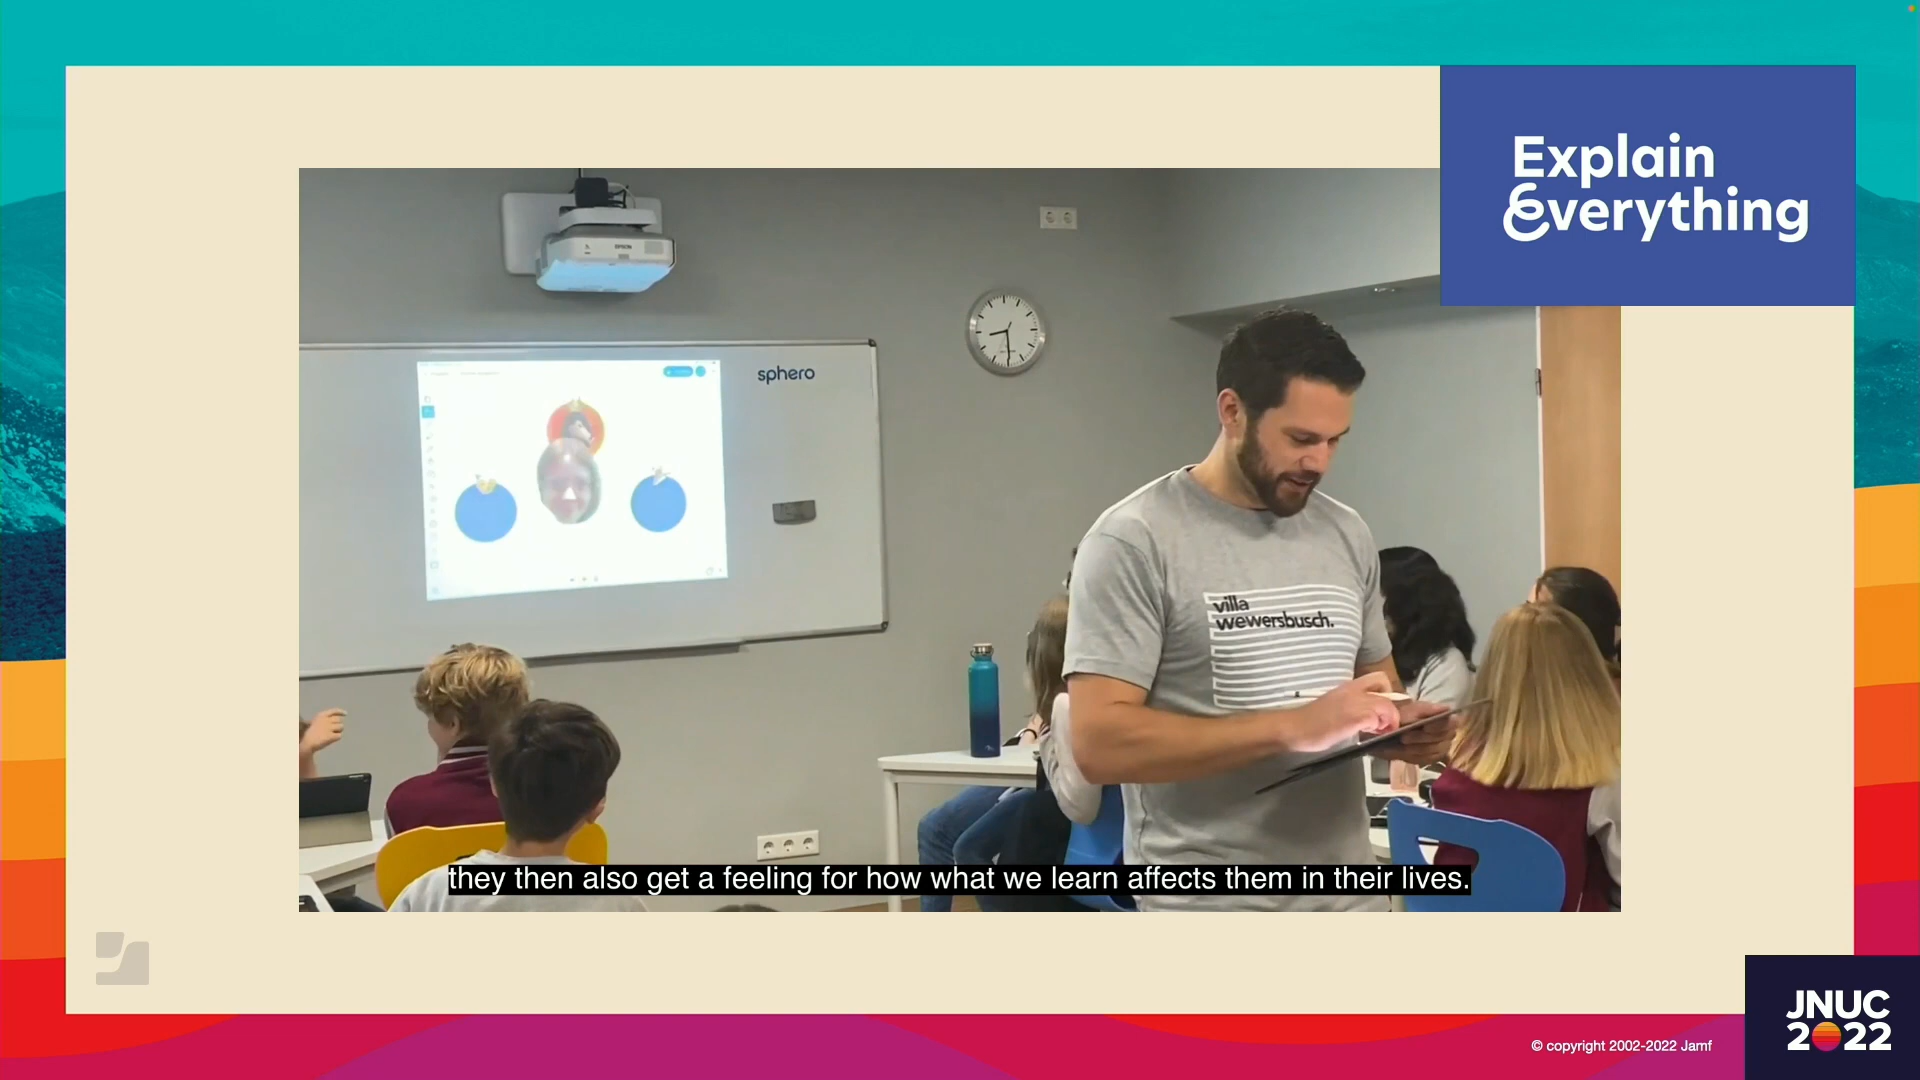 Explain
Everything
EPSON
sphero
villa
wewersbusch.
they then also get a feeling for how what we learn affects them in their lives.
© copyright 2002-2022 Jamf
JNUC
2022